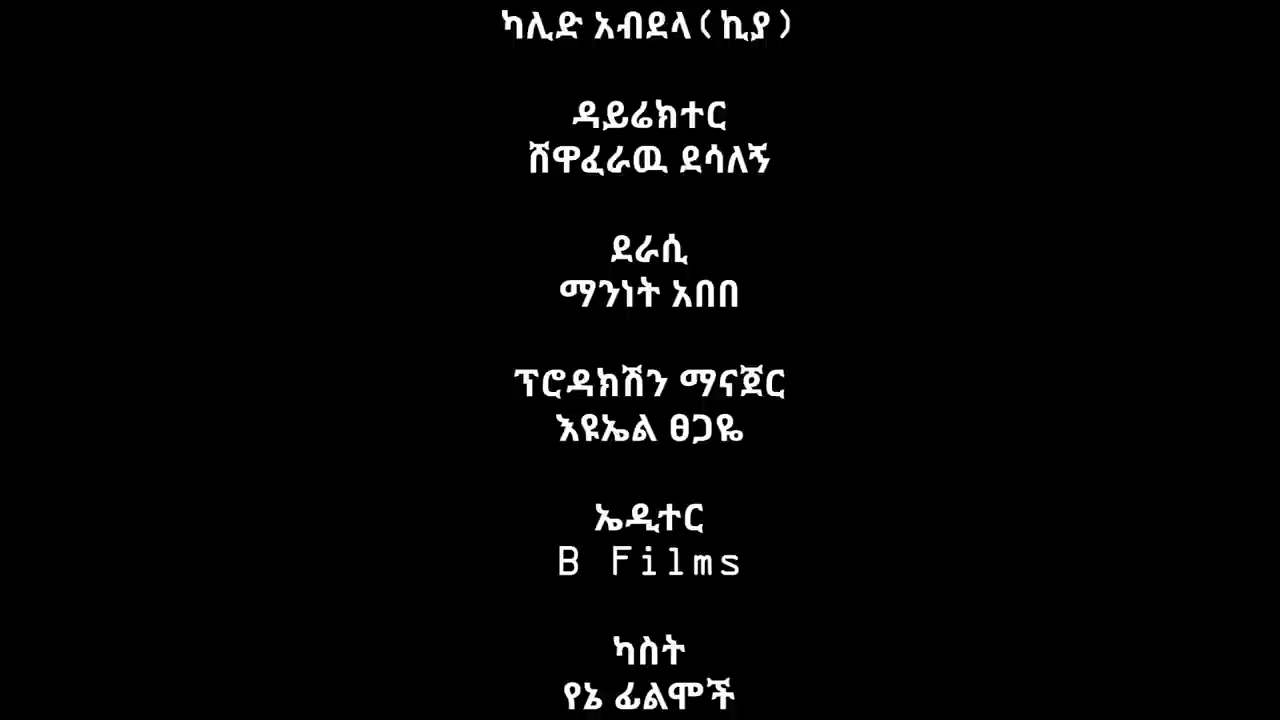 ካሊድ አብደላ(ኪያ)
ዳይሬክተር
ሸዋፈራዉ ደሳለኝ
ደራሲ
ማንነት አበበ
ፕሮዳክሽን ማናጀር
እዩኤል ፀጋዬ
ኤዲተር
B Films
ካስት
የኔ ፊልሞች